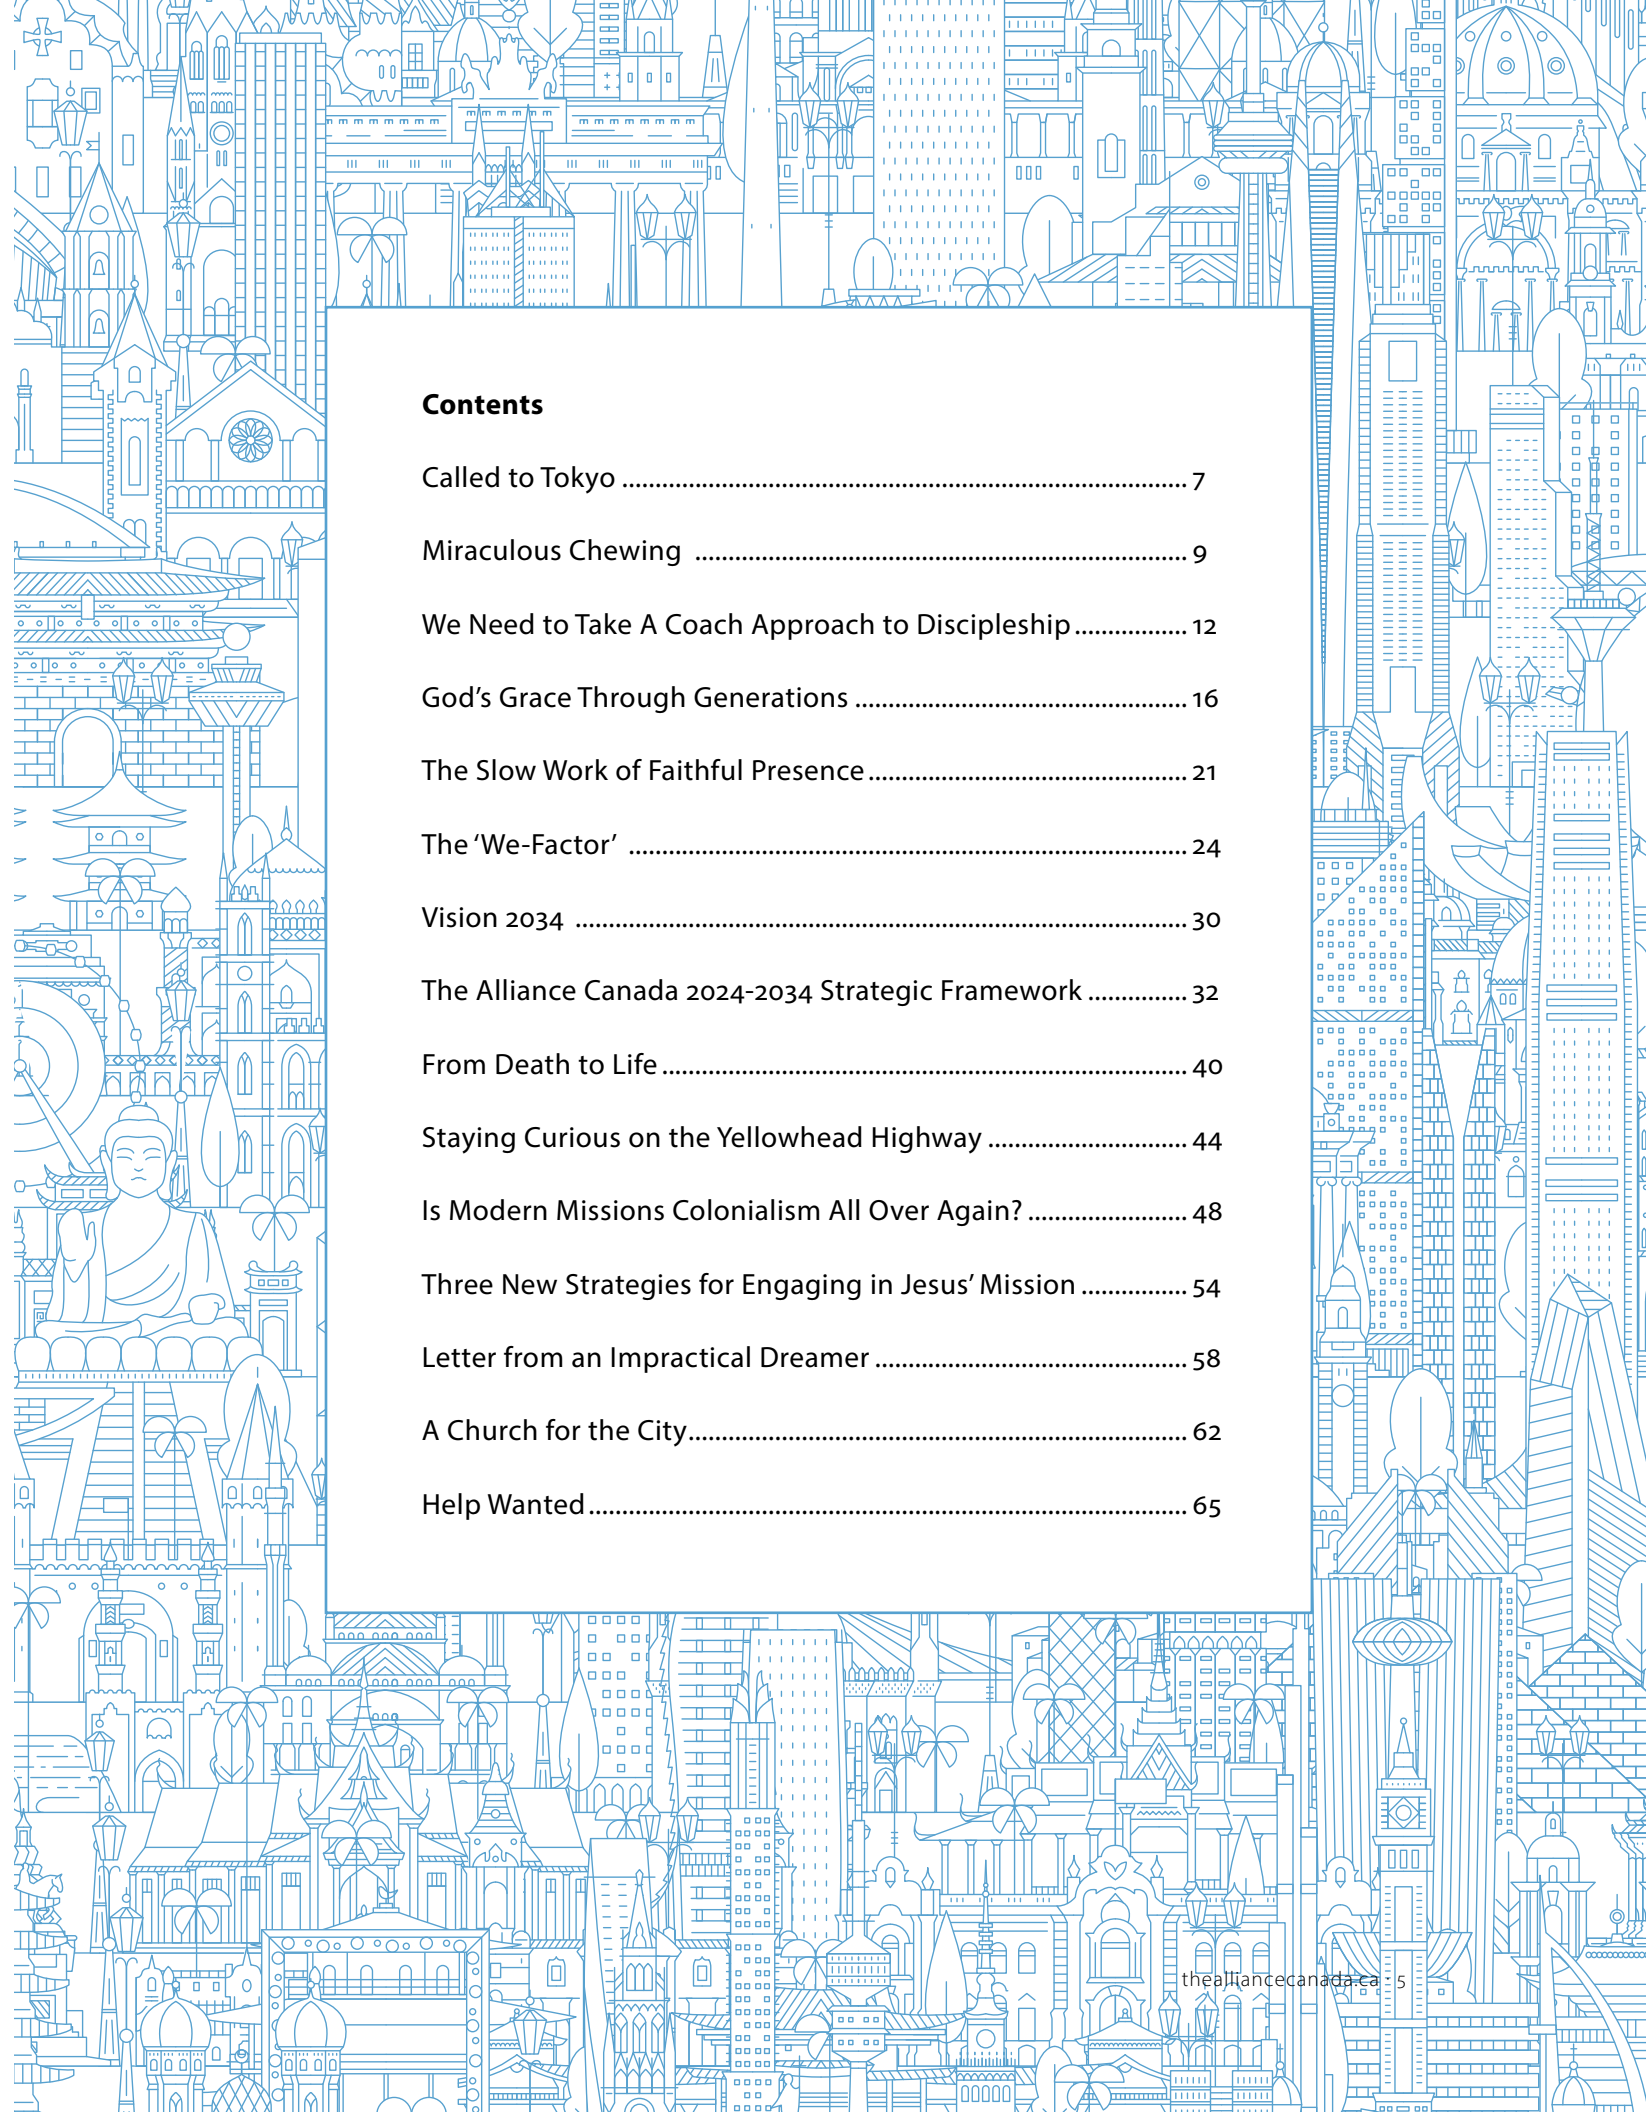 Contents
Called to Tokyo ..................................................................................... 7
Miraculous Chewing .......................................................................... 9
We Need to Take A Coach Approach to Discipleship ................. 12
God’s Grace Through Generations .................................................. 16
The Slow Work of Faithful Presence ................................................ 21
The ‘We-Factor’ .................................................................................... 24
Vision 2034 ............................................................................................ 30
The Alliance Canada 2024-2034 Strategic Framework ............... 32
From Death to Life ............................................................................... 40
Staying Curious on the Yellowhead Highway .............................. 44
Is Modern Missions Colonialism All Over Again? ........................ 48
Three New Strategies for Engaging in Jesus’ Mission ................ 54
Letter from an Impractical Dreamer ............................................... 58
A Church for the City........................................................................... 62
Help Wanted .......................................................................................... 65
thealliancecanada.ca · 5